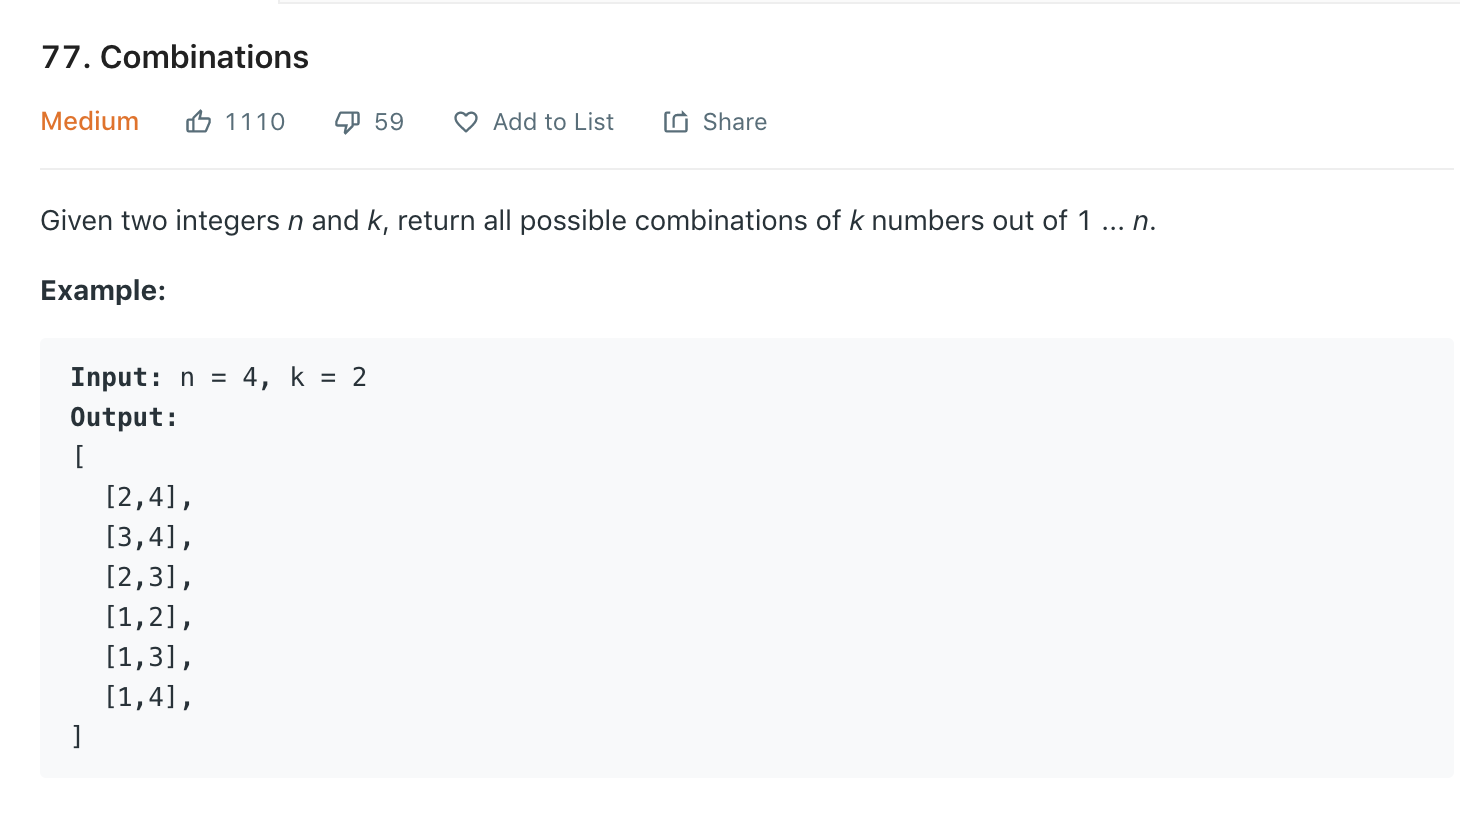 77. Combinations
Medium 1110 59 Add to List Share
Given two integers n and k, return all possible combinations of k numbers out of 1 ... n.
Example:
Input: n = 4, k = 2
Output:
[
  [2,4],
  [3,4],
  [2,3],
  [1,2],
  [1,3],
  [1,4],
]